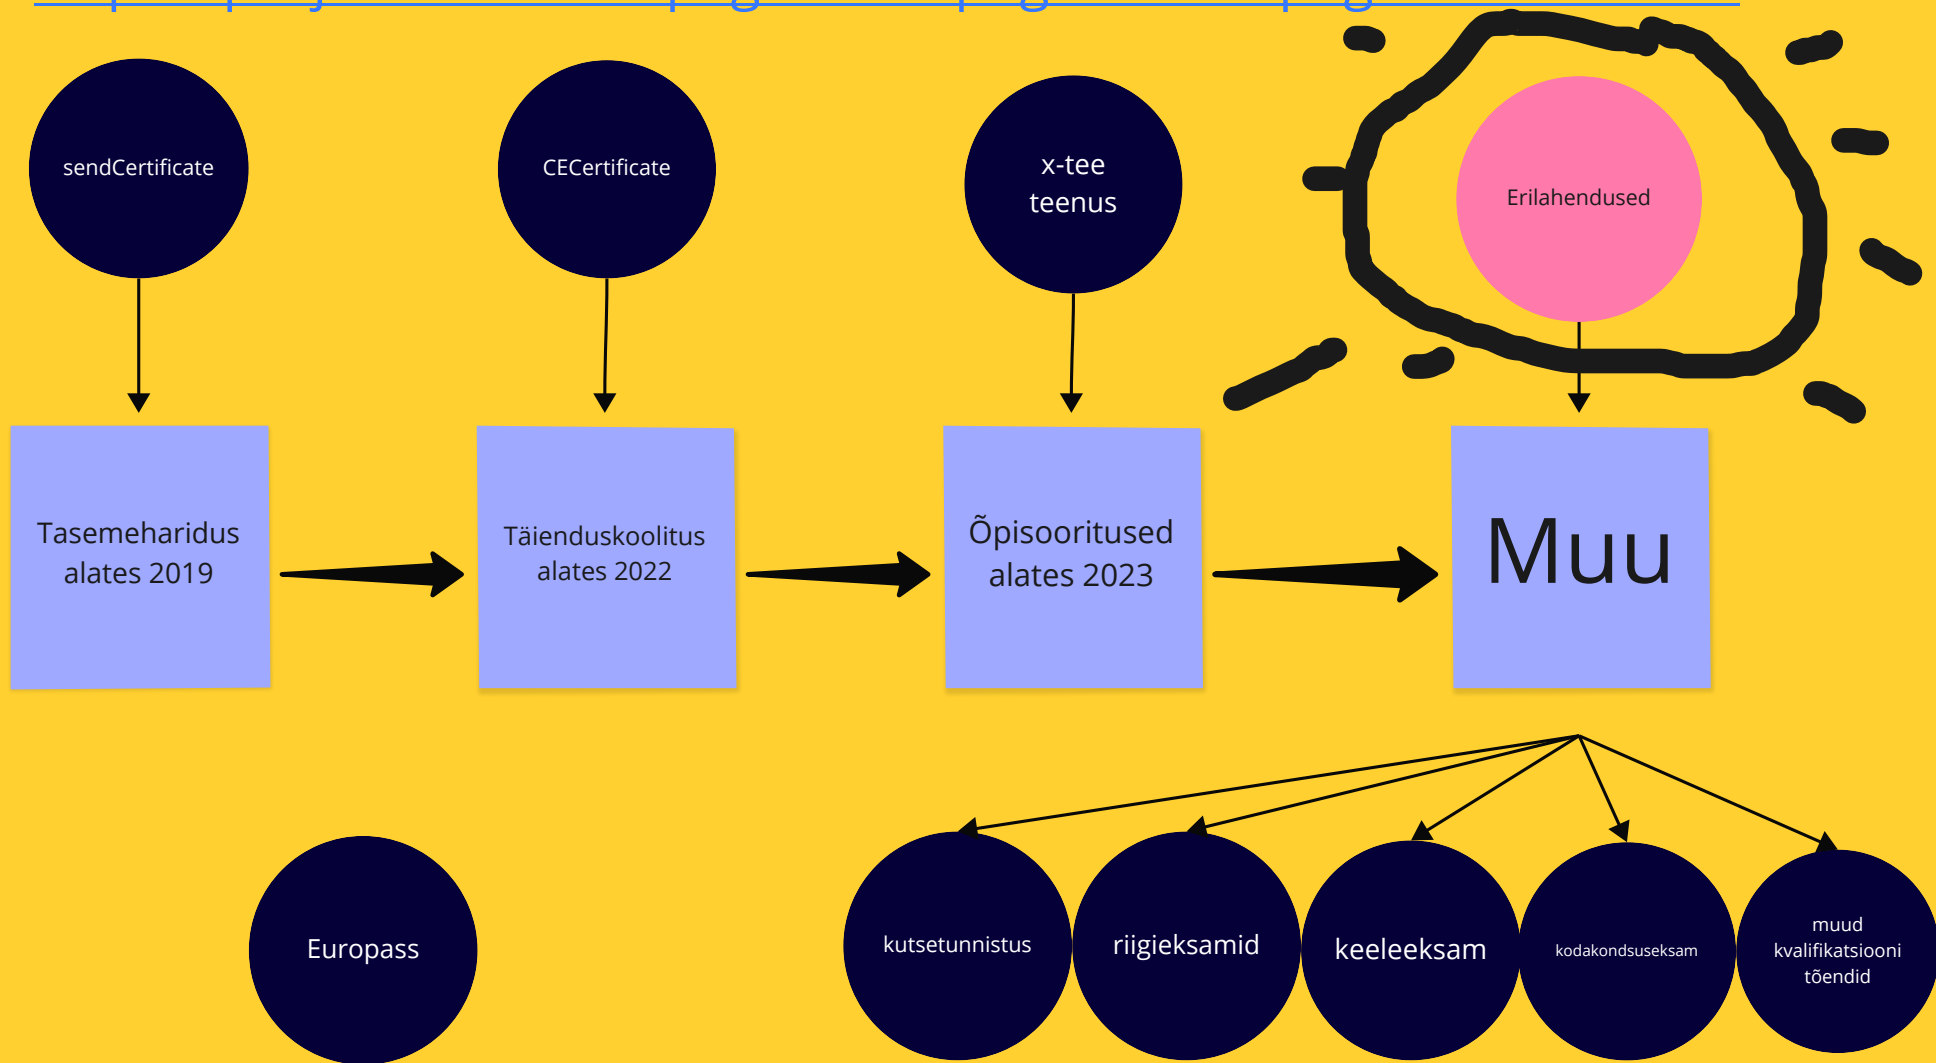 sendCertificate
CECertificate
x-tee
teenus
Erilahendused
Tasemeharidus
alates 2019
Täienduskoolitus
alates 2022
Õpisooritused
alates 2023
Muu
Europass
kutsetunnistus
riigieksamid
keeleeksam
kodakondsuseksam
muud
kvalifikatsiooni
tõendid